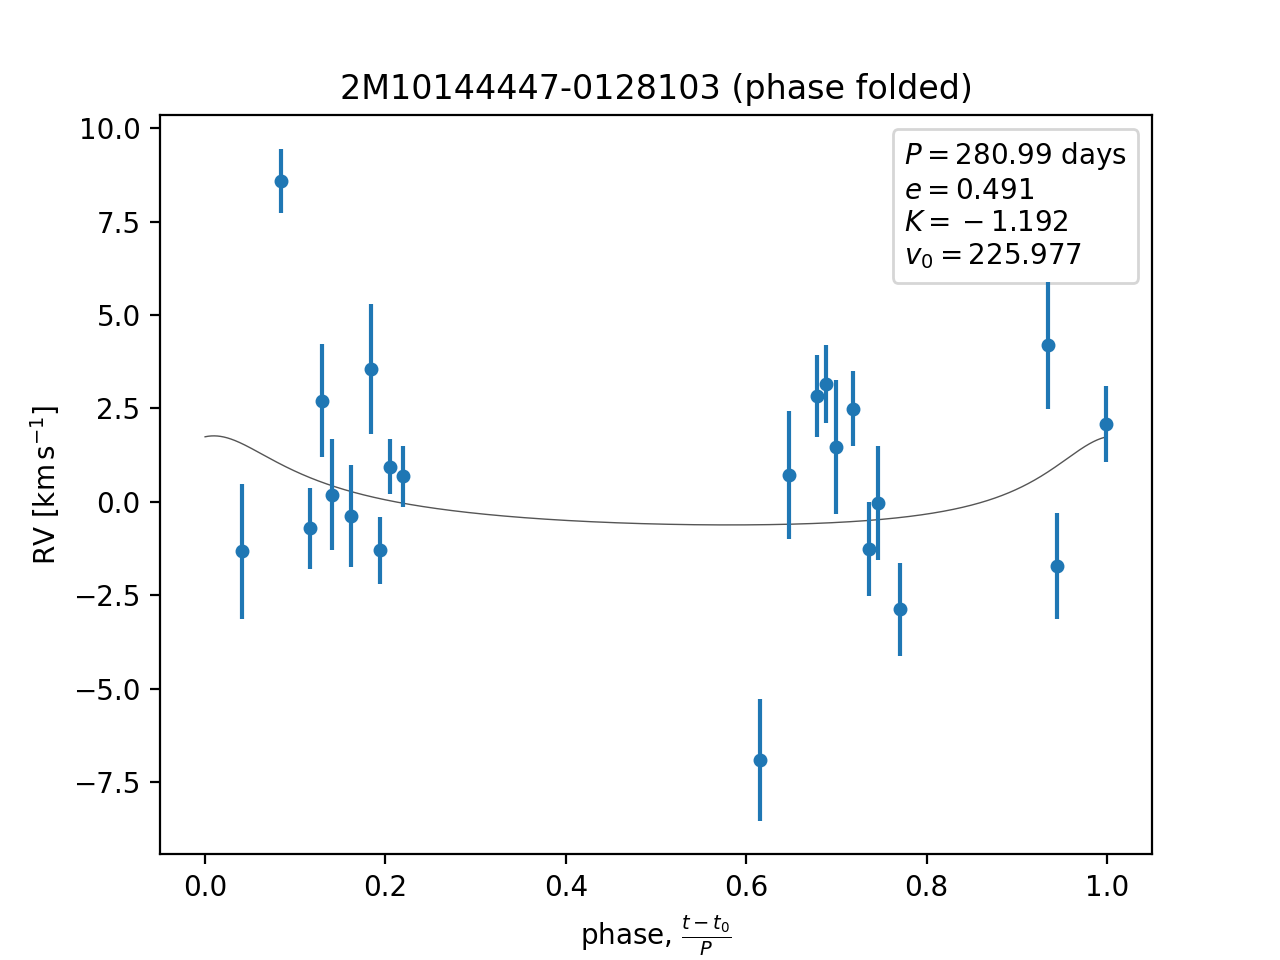 2M10144447-0128103 (phase folded)
P = 280.99 days
e = 0.491
K = −1.192
v₀ = 225.977
10.0
7.5
5.0
2.5
0.0
−2.5
−5.0
−7.5
RV [km s⁻¹]
0.0 0.2 0.4 0.6 0.8 1.0
phase, (t − t₀)/P